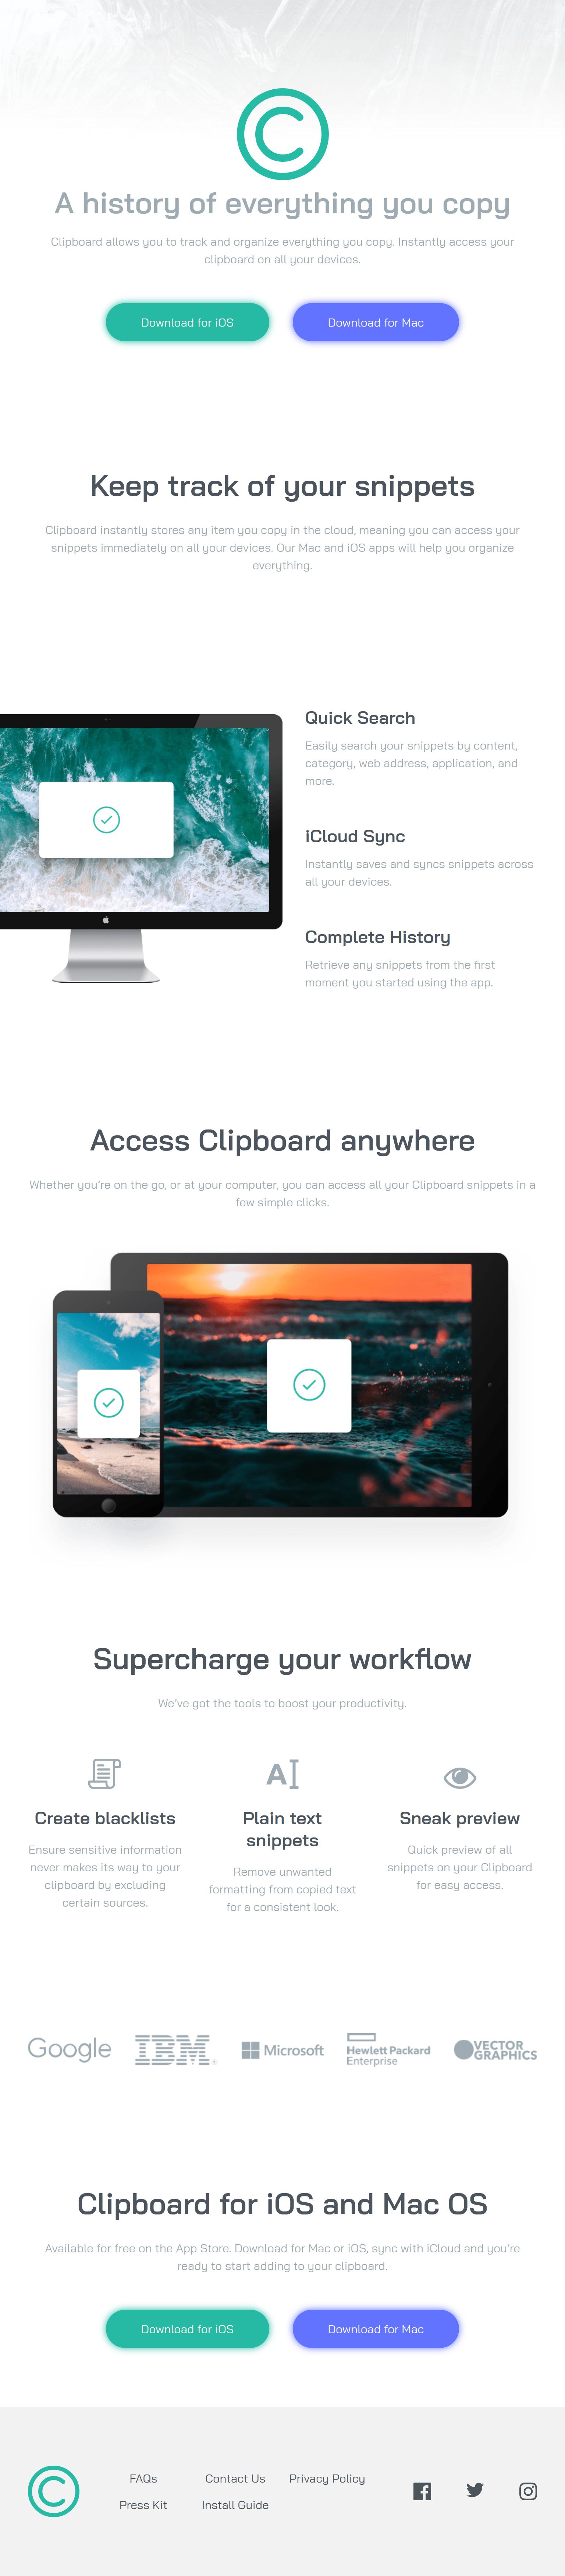 A history of everything you copy
Clipboard allows you to track and organize everything you copy. Instantly access your
clipboard on all your devices.
Download for iOS
Download for Mac
Keep track of your snippets
Clipboard instantly stores any item you copy in the cloud, meaning you can access your
snippets immediately on all your devices. Our Mac and iOS apps will help you organize
everything.
Quick Search
Easily search your snippets by content,
category, web address, application, and
more.
iCloud Sync
Instantly saves and syncs snippets across
all your devices.
Complete History
Retrieve any snippets from the first
moment you started using the app.
Access Clipboard anywhere
Whether you’re on the go, or at your computer, you can access all your Clipboard snippets in a
few simple clicks.
Supercharge your workflow
We’ve got the tools to boost your productivity.
Create blacklists
Ensure sensitive information
never makes its way to your
clipboard by excluding
certain sources.
Plain text
snippets
Remove unwanted
formatting from copied text
for a consistent look.
Sneak preview
Quick preview of all
snippets on your Clipboard
for easy access.
Google
IBM®
Microsoft
Hewlett Packard
Enterprise
VECTOR
GRAPHICS
Clipboard for iOS and Mac OS
Available for free on the App Store. Download for Mac or iOS, sync with iCloud and you’re
ready to start adding to your clipboard.
Download for iOS
Download for Mac
FAQs
Contact Us
Privacy Policy
Press Kit
Install Guide